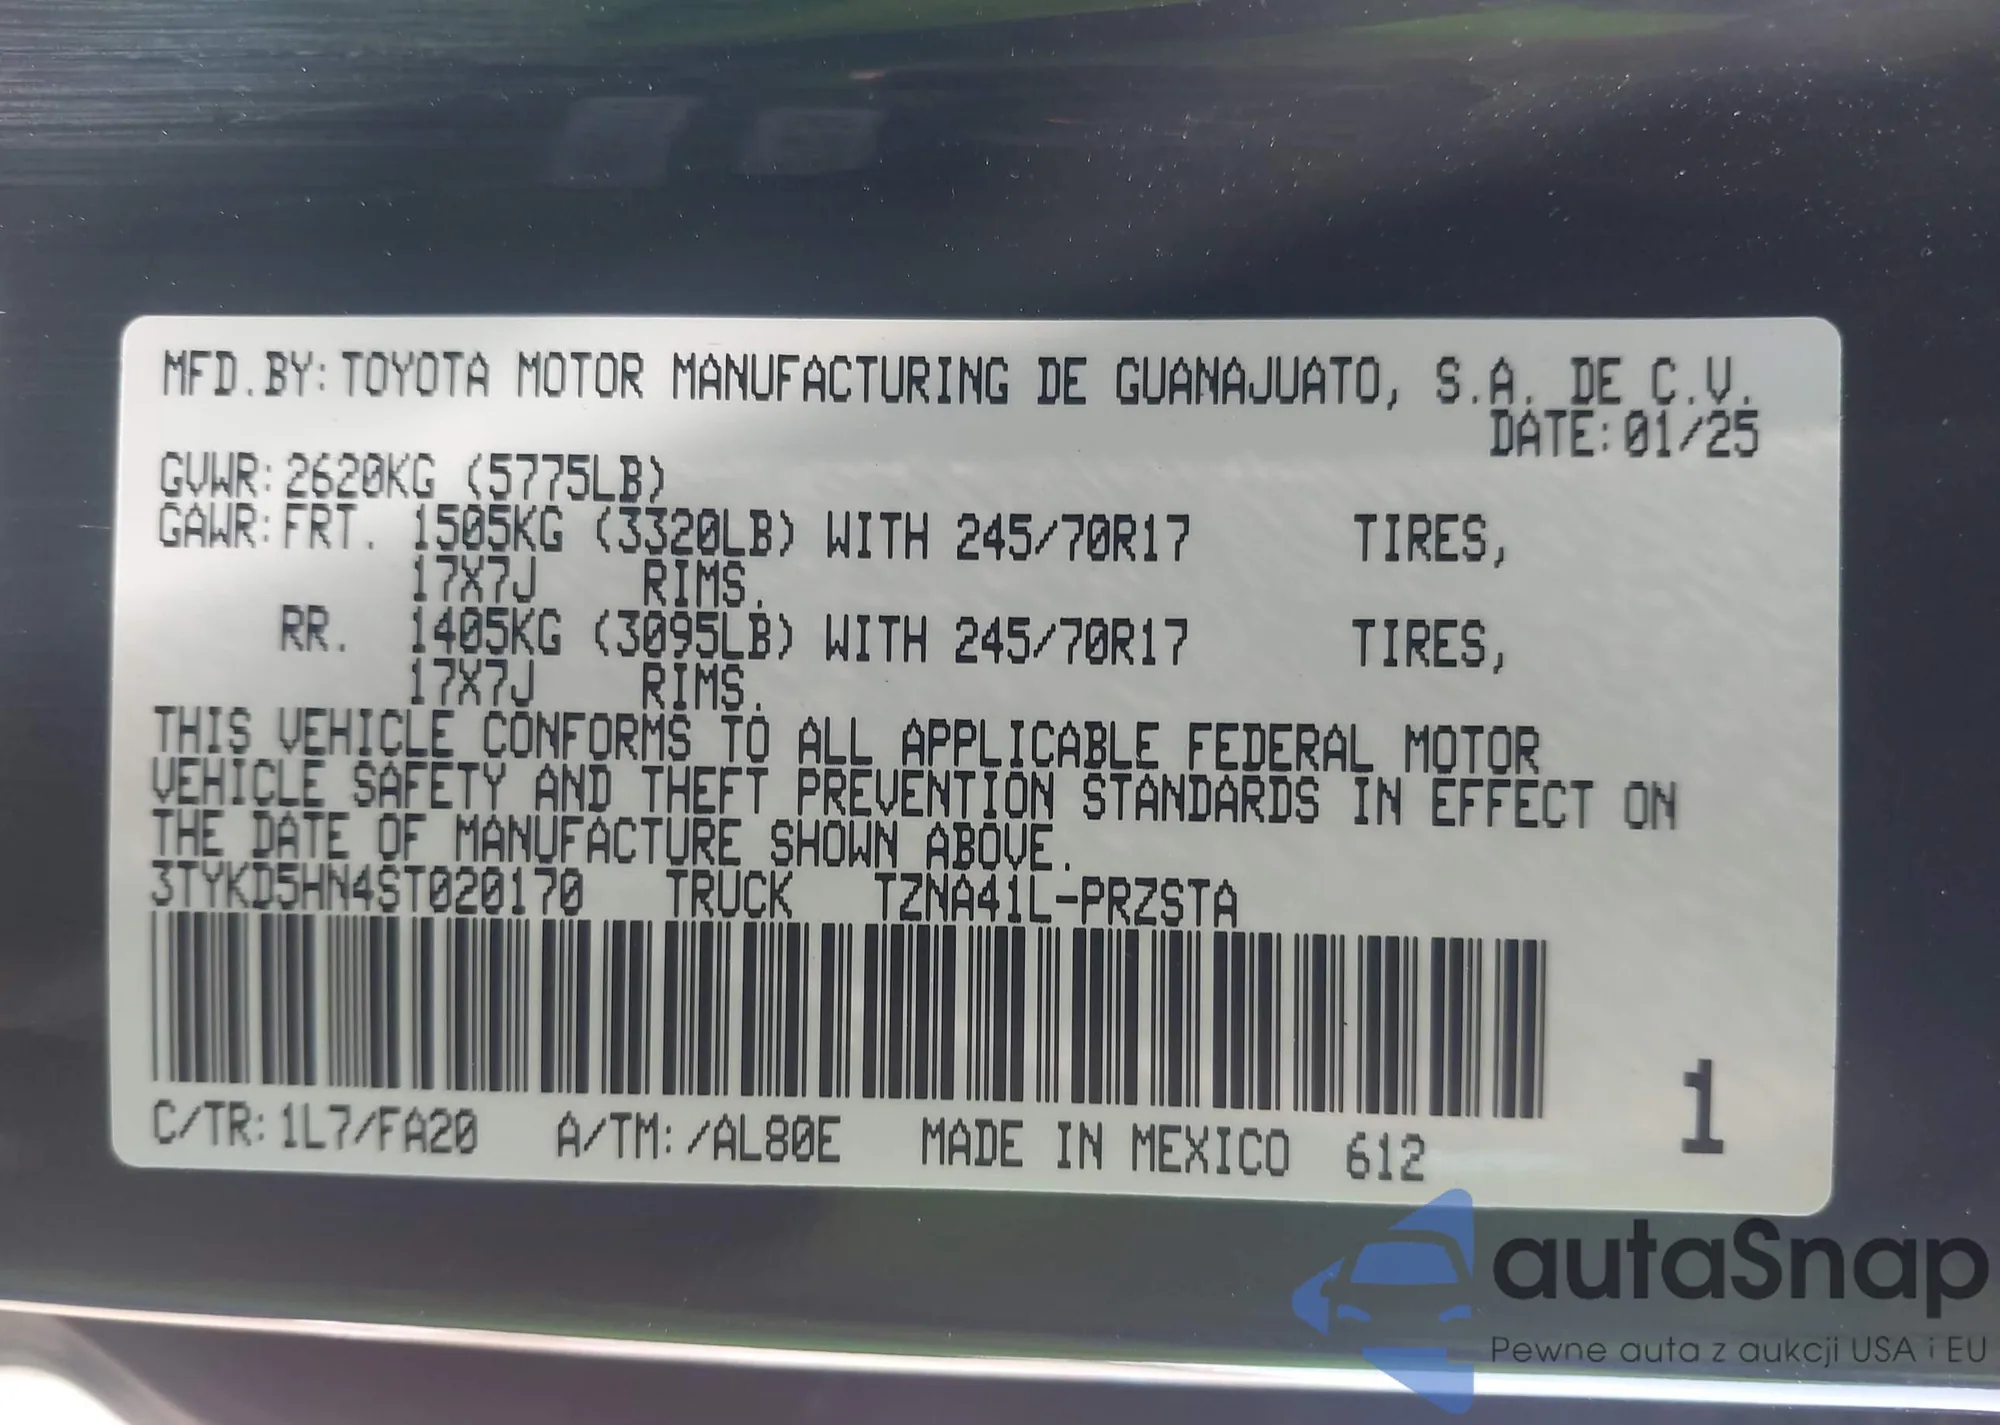 MFD.BY:TOYOTA MOTOR MANUFACTURING DE GUANAJUATO, S.A. DE C.V.
DATE:01/25
GVWR:2620KG (5775LB)
GAWR:FRT. 1505KG (3320LB) WITH 245/70R17 TIRES,
17X7J RIMS.
RR. 1405KG (3095LB) WITH 245/70R17 TIRES,
17X7J RIMS.
THIS VEHICLE CONFORMS TO ALL APPLICABLE FEDERAL MOTOR
VEHICLE SAFETY AND THEFT PREVENTION STANDARDS IN EFFECT ON
THE DATE OF MANUFACTURE SHOWN ABOVE.
3TYKD5HN4ST020170 TRUCK TZNA41L-PRZSTA
C/TR:1L7/FA20 A/TM:/AL80E MADE IN MEXICO 612
1
autaSnap
Pewne auta z aukcji USA i EU